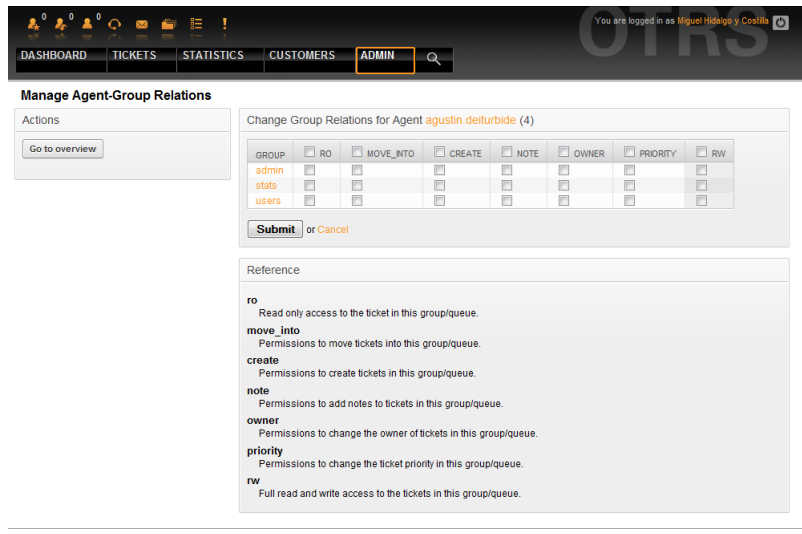 0 0 0
OTRS
You are logged in as Miguel Hidalgo y Costilla
DASHBOARD TICKETS STATISTICS CUSTOMERS ADMIN
Manage Agent-Group Relations
Actions
Go to overview
Change Group Relations for Agent agustin.deiturbide (4)
GROUP RO MOVE_INTO CREATE NOTE OWNER PRIORITY RW
admin
stats
users
Submit or Cancel
Reference
ro
Read only access to the ticket in this group/queue.
move_into
Permissions to move tickets into this group/queue.
create
Permissions to create tickets in this group/queue.
note
Permissions to add notes to tickets in this group/queue.
owner
Permissions to change the owner of tickets in this group/queue.
priority
Permissions to change the ticket priority in this group/queue.
rw
Full read and write access to the tickets in this group/queue.